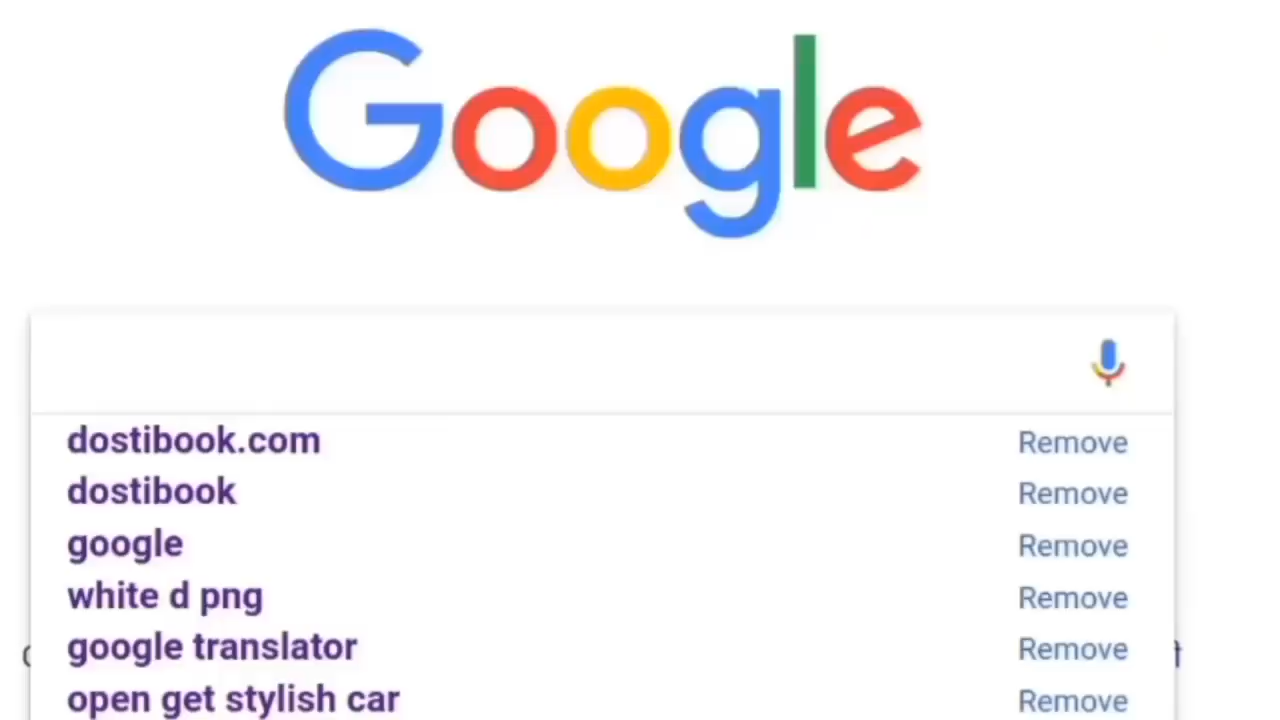 Google
dostibook.com
Remove
dostibook
Remove
google
Remove
white d png
Remove
google translator
Remove
open get stylish car
Remove